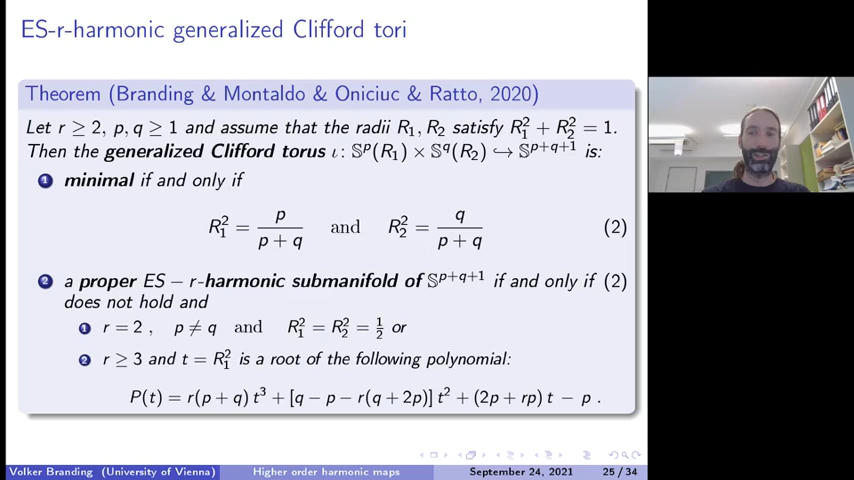 ES-r-harmonic generalized Clifford tori
Theorem (Branding & Montaldo & Oniciuc & Ratto, 2020)
Let r ≥ 2, p, q ≥ 1 and assume that the radii R₁, R₂ satisfy R₁² + R₂² = 1.
Then the generalized Clifford torus ι: 𝕊ᵖ(R₁) × 𝕊^q(R₂) ↪ 𝕊^{p+q+1} is:
1 minimal if and only if
R₁² = p/(p + q) and R₂² = q/(p + q) (2)
2 a proper ES − r-harmonic submanifold of 𝕊^{p+q+1} if and only if (2)
does not hold and
1 r = 2 , p ≠ q and R₁² = R₂² = 1/2 or
2 r ≥ 3 and t = R₁² is a root of the following polynomial:
P(t) = r(p + q) t³ + [q − p − r(q + 2p)] t² + (2p + rp) t − p .
Volker Branding (University of Vienna) Higher order harmonic maps September 24, 2021 25 / 34